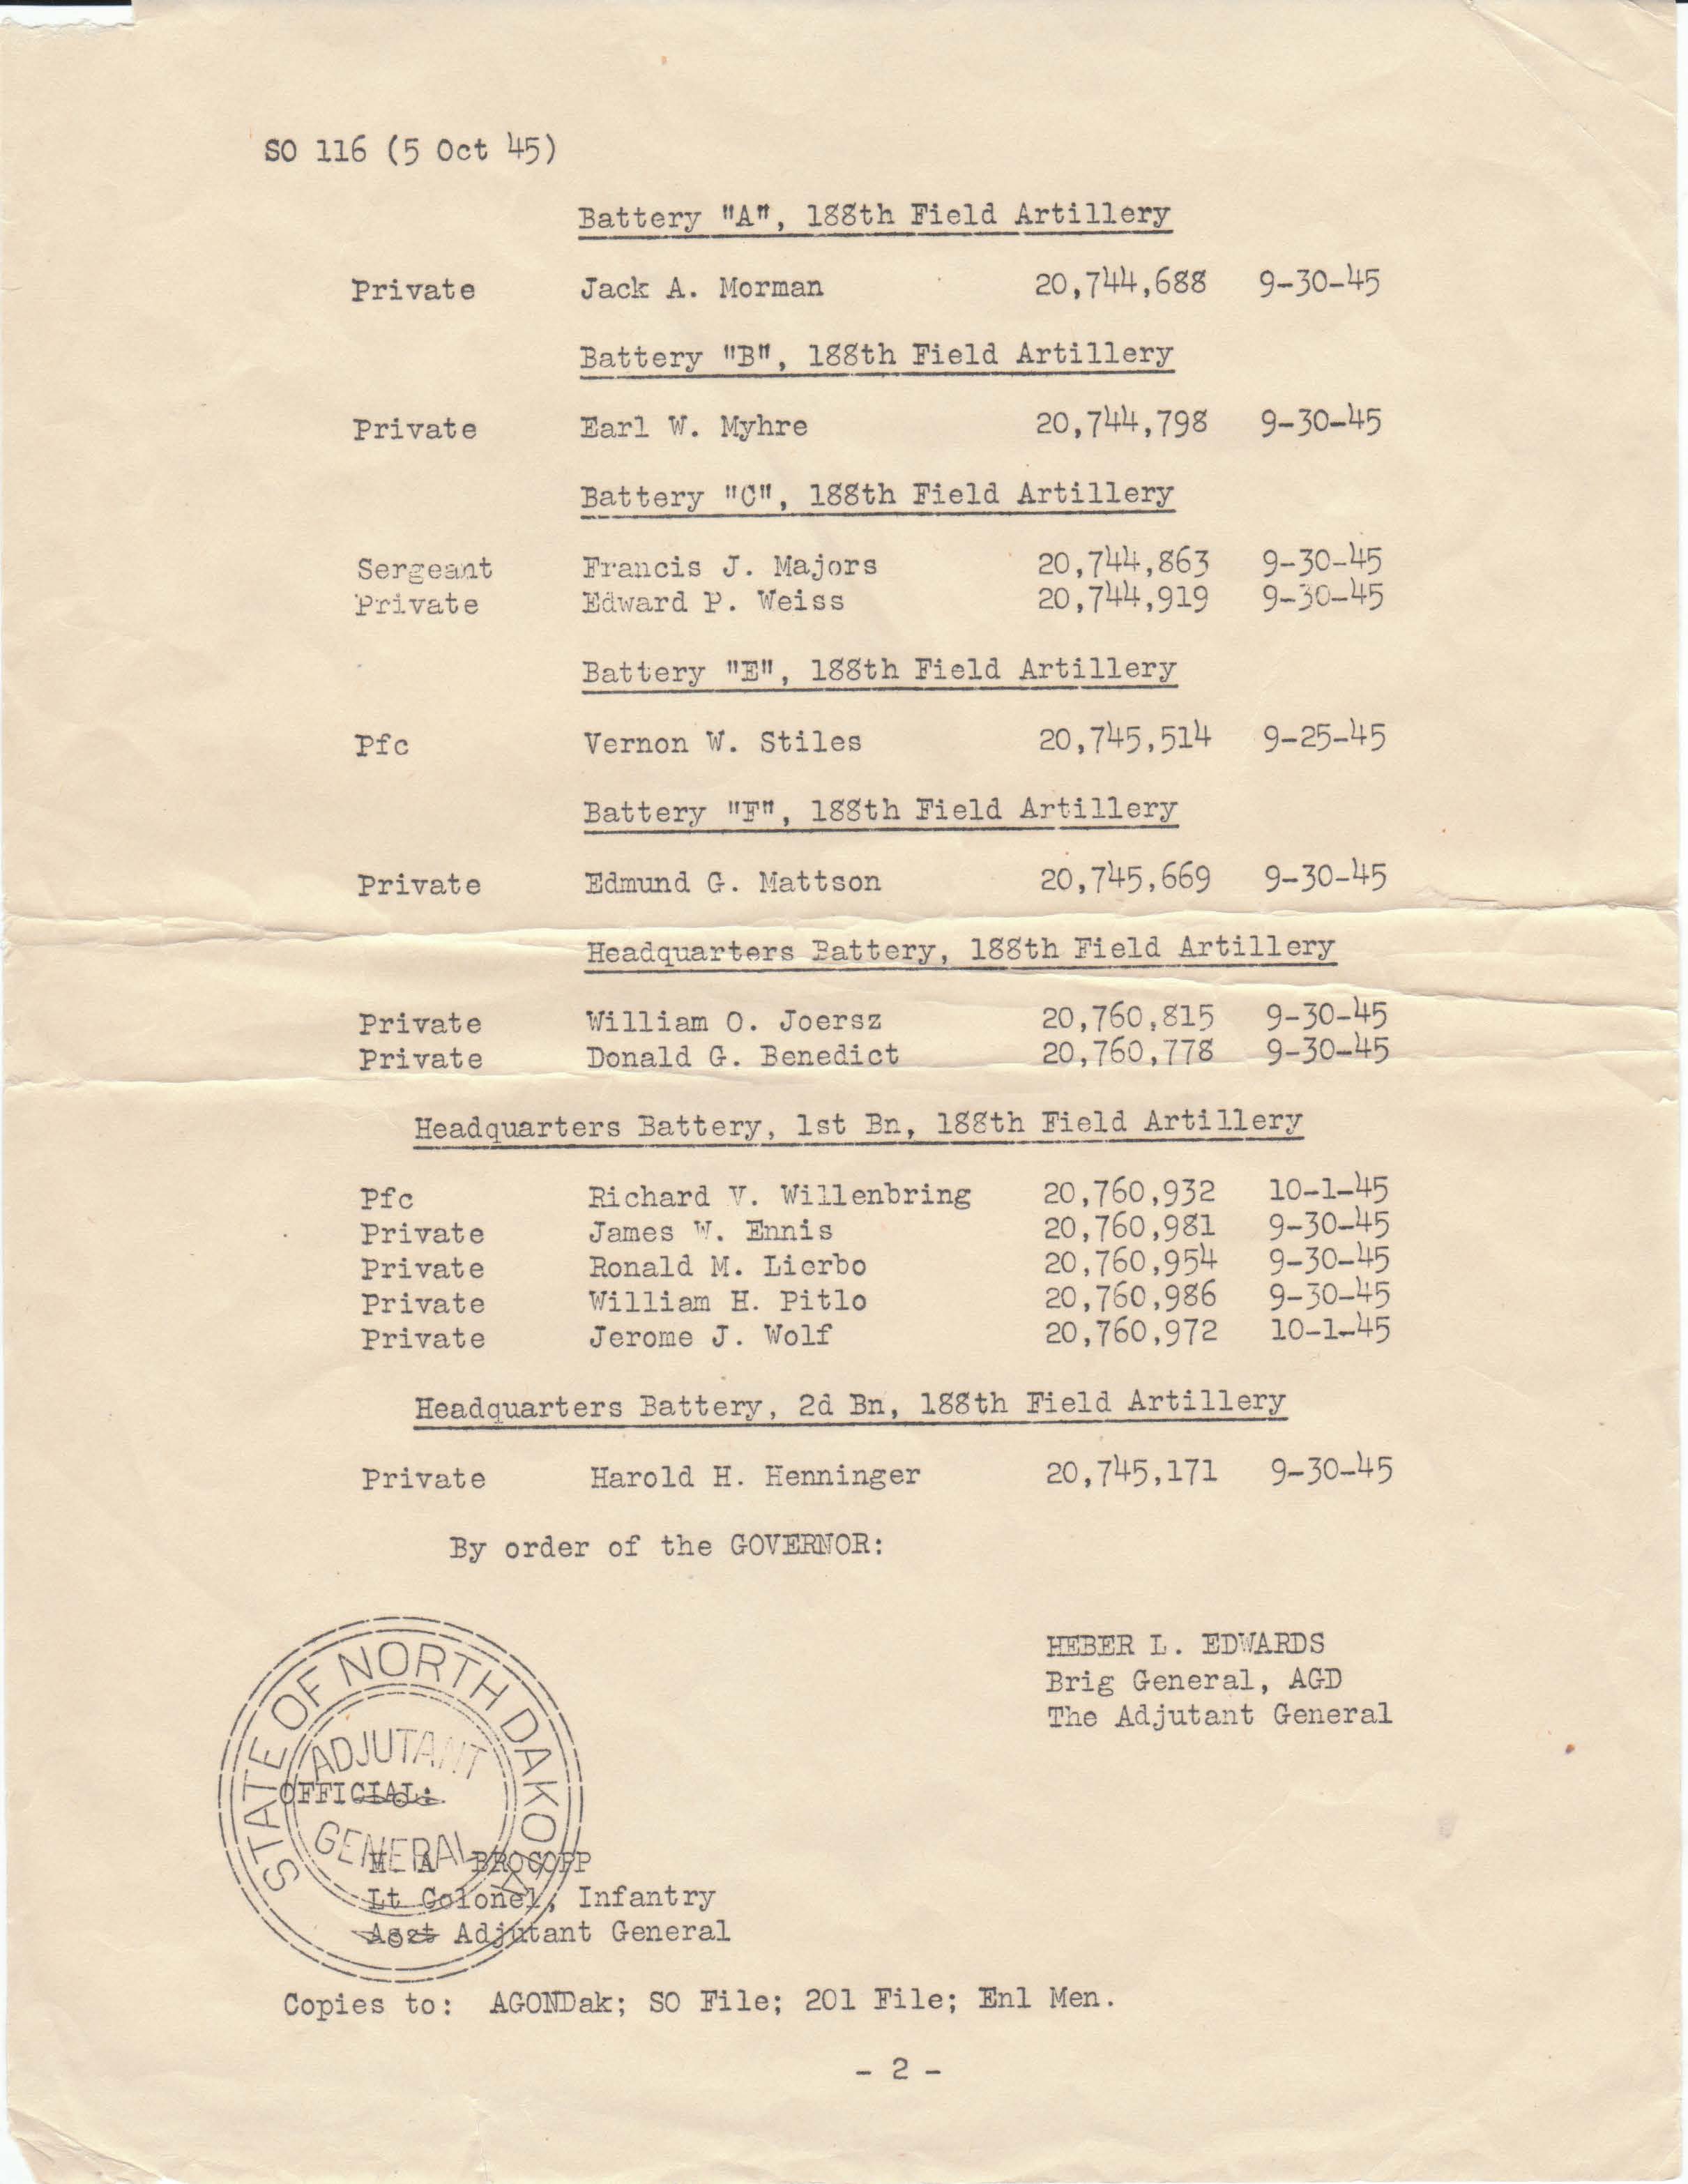 SO 116 (5 Oct 45)
Battery "A", 188th Field Artillery
Private Jack A. Morman 20,744,688 9-30-45
Battery "B", 188th Field Artillery
Private Earl W. Myhre 20,744,798 9-30-45
Battery "C", 188th Field Artillery
Sergeant Francis J. Majors 20,744,863 9-30-45
Private Edward P. Weiss 20,744,919 9-30-45
Battery "E", 188th Field Artillery
Pfc Vernon W. Stiles 20,745,514 9-25-45
Battery "F", 188th Field Artillery
Private Edmund G. Mattson 20,745,669 9-30-45
Headquarters Battery, 188th Field Artillery
Private William O. Joersz 20,760,815 9-30-45
Private Donald G. Benedict 20,760,778 9-30-45
Headquarters Battery, 1st Bn, 188th Field Artillery
Pfc Richard V. Willenbring 20,760,932 10-1-45
Private James W. Ennis 20,760,981 9-30-45
Private Ronald M. Lierbo 20,760,954 9-30-45
Private William H. Pitlo 20,760,986 9-30-45
Private Jerome J. Wolf 20,760,972 10-1-45
Headquarters Battery, 2d Bn, 188th Field Artillery
Private Harold H. Henninger 20,745,171 9-30-45
By order of the GOVERNOR:
HEBER L. EDWARDS
Brig General, AGD
The Adjutant General
STATE OF NORTH DAKOTA
ADJUTANT
GENERAL
OFFICIAL:
M. A BROCOPP
Lt Colonel, Infantry
Asst Adjutant General
Copies to: AGONDak; SO File; 201 File; Enl Men.
- 2 -